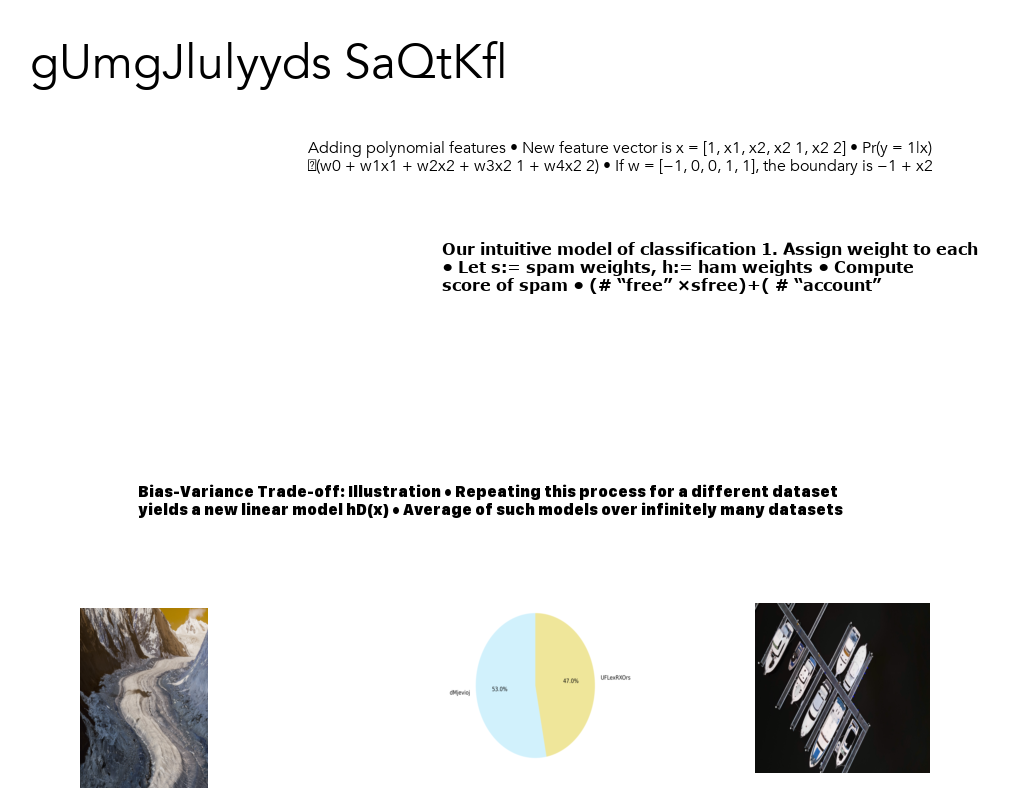 gUmgJlulyyds SaQtKfl
Adding polynomial features • New feature vector is x = [1, x1, x2, x2 1, x2 2] • Pr(y = 1|x)
(w0 + w1x1 + w2x2 + w3x2 1 + w4x2 2) • If w = [−1, 0, 0, 1, 1], the boundary is −1 + x2
Our intuitive model of classification 1. Assign weight to each
• Let s:= spam weights, h:= ham weights • Compute
score of spam • (# “free” ×sfree)+( # “account”
Bias-Variance Trade-off: Illustration • Repeating this process for a different dataset
yields a new linear model hD(x) • Average of such models over infinitely many datasets
dMjevioj
53.0%
47.0%
UFLexRXOrs